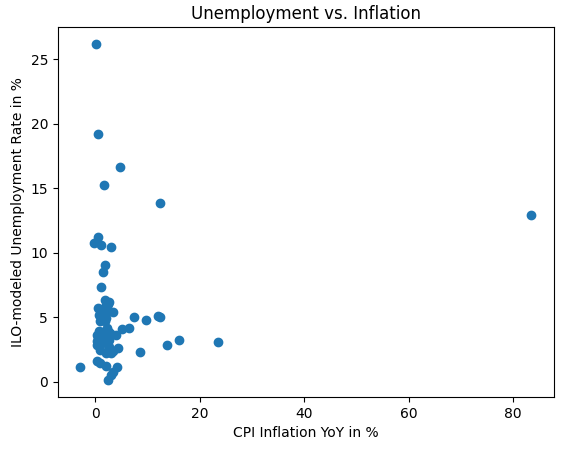 Unemployment vs. Inflation
ILO-modeled Unemployment Rate in %
25
20
15
10
5
0
0 20 40 60 80
CPI Inflation YoY in %